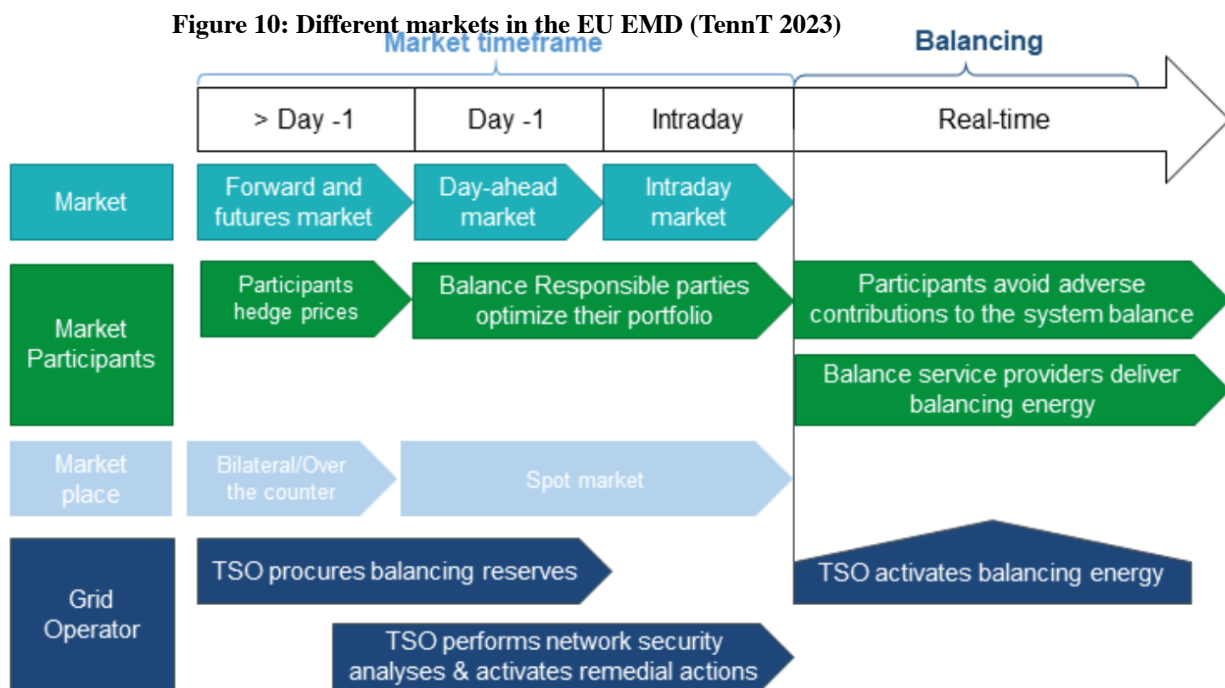 Figure 10: Different markets in the EU EMD (TennT 2023)
Market timeframe
Balancing
> Day -1
Day -1
Intraday
Real-time
Market
Forward and
futures market
Day-ahead
market
Intraday
market
Market
Participants
Participants
hedge prices
Balance Responsible parties
optimize their portfolio
Participants avoid adverse
contributions to the system balance
Balance service providers deliver
balancing energy
Market
place
Bilateral/Over
the counter
Spot market
Grid
Operator
TSO procures balancing reserves
TSO activates balancing energy
TSO performs network security
analyses & activates remedial actions